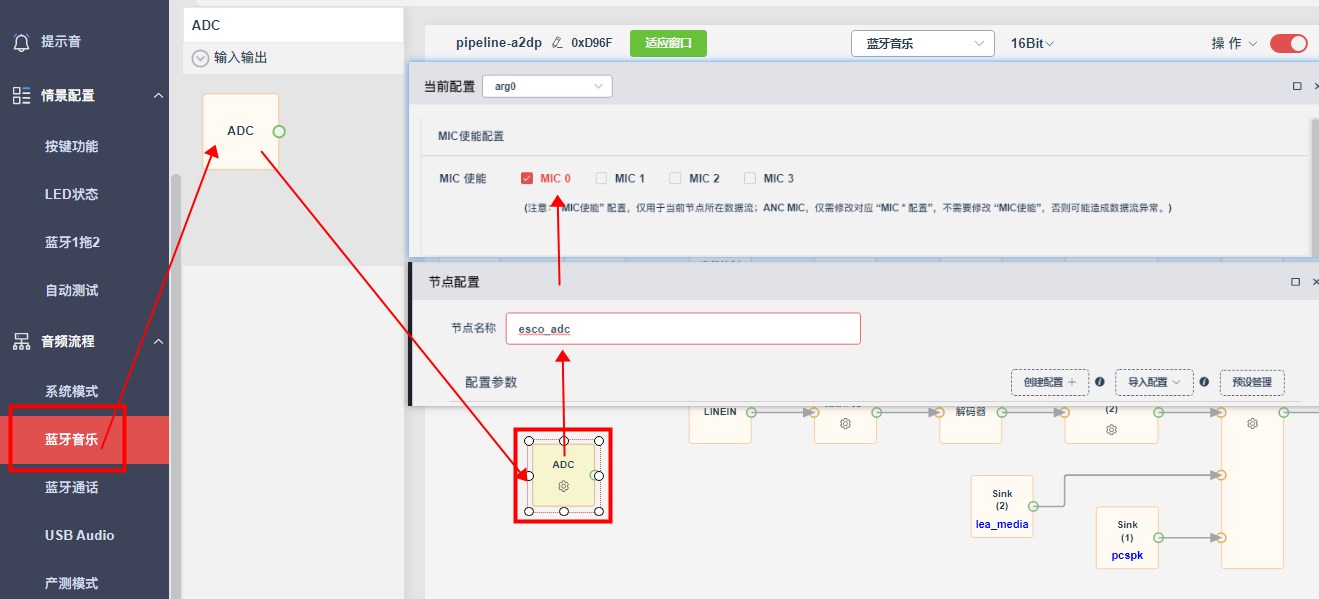 提示音
情景配置
按键功能
LED状态
蓝牙1拖2
自动测试
音频流程
系统模式
蓝牙音乐
蓝牙通话
USB Audio
产测模式
ADC
输入输出
ADC
pipeline-a2dp 0xD96F 适应窗口 蓝牙音乐 16Bit 操 作
当前配置 arg0
MIC使能配置
MIC 使能 MIC 0 MIC 1 MIC 2 MIC 3
(注意: “MIC使能” 配置，仅用于当前节点所在数据流；ANC MIC，仅需修改对应 “MIC * 配置”，不需要修改 “MIC使能”，否则可能造成数据流异常。)
节点配置
节点名称 esco_adc
配置参数 创建配置 + 导入配置 预设管理
LINEIN
解码器
(2)
ADC
Sink
(2)
lea_media
Sink
(1)
pcspk